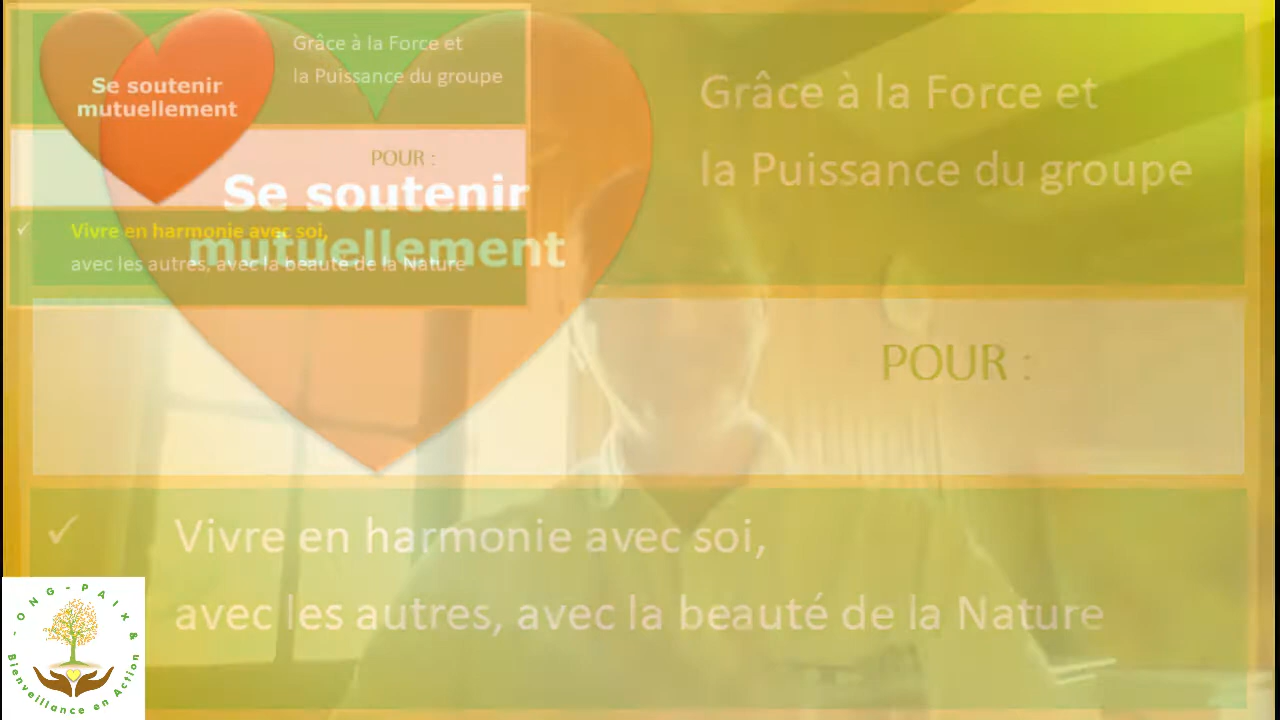 Se soutenir
mutuellement
Grâce à la Force et
la Puissance du groupe
POUR :
✓ Vivre en harmonie avec soi,
avec les autres, avec la beauté de la Nature
Se soutenir
mutuellement
Grâce à la Force et
la Puissance du groupe
POUR :
✓ Vivre en harmonie avec soi,
avec les autres, avec la beauté de la Nature
- ONG - PAIX &
Bienveillance en Action